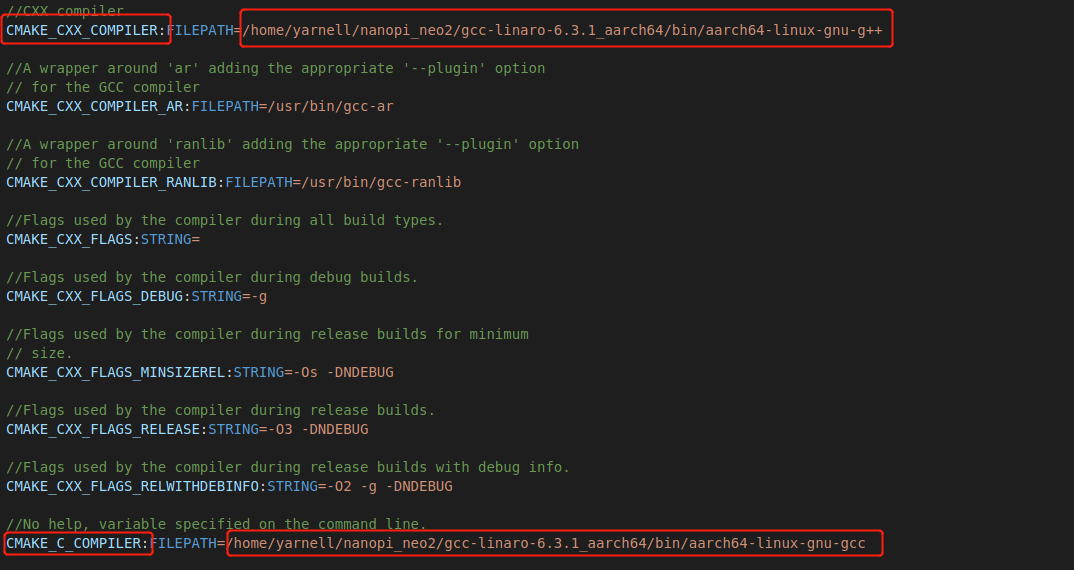 //CXX compiler
CMAKE_CXX_COMPILER:FILEPATH=/home/yarnell/nanopi_neo2/gcc-linaro-6.3.1_aarch64/bin/aarch64-linux-gnu-g++
//A wrapper around 'ar' adding the appropriate '--plugin' option
// for the GCC compiler
CMAKE_CXX_COMPILER_AR:FILEPATH=/usr/bin/gcc-ar
//A wrapper around 'ranlib' adding the appropriate '--plugin' option
// for the GCC compiler
CMAKE_CXX_COMPILER_RANLIB:FILEPATH=/usr/bin/gcc-ranlib
//Flags used by the compiler during all build types.
CMAKE_CXX_FLAGS:STRING=
//Flags used by the compiler during debug builds.
CMAKE_CXX_FLAGS_DEBUG:STRING=-g
//Flags used by the compiler during release builds for minimum
// size.
CMAKE_CXX_FLAGS_MINSIZEREL:STRING=-Os -DNDEBUG
//Flags used by the compiler during release builds.
CMAKE_CXX_FLAGS_RELEASE:STRING=-O3 -DNDEBUG
//Flags used by the compiler during release builds with debug info.
CMAKE_CXX_FLAGS_RELWITHDEBINFO:STRING=-O2 -g -DNDEBUG
//No help, variable specified on the command line.
CMAKE_C_COMPILER:FILEPATH=/home/yarnell/nanopi_neo2/gcc-linaro-6.3.1_aarch64/bin/aarch64-linux-gnu-gcc